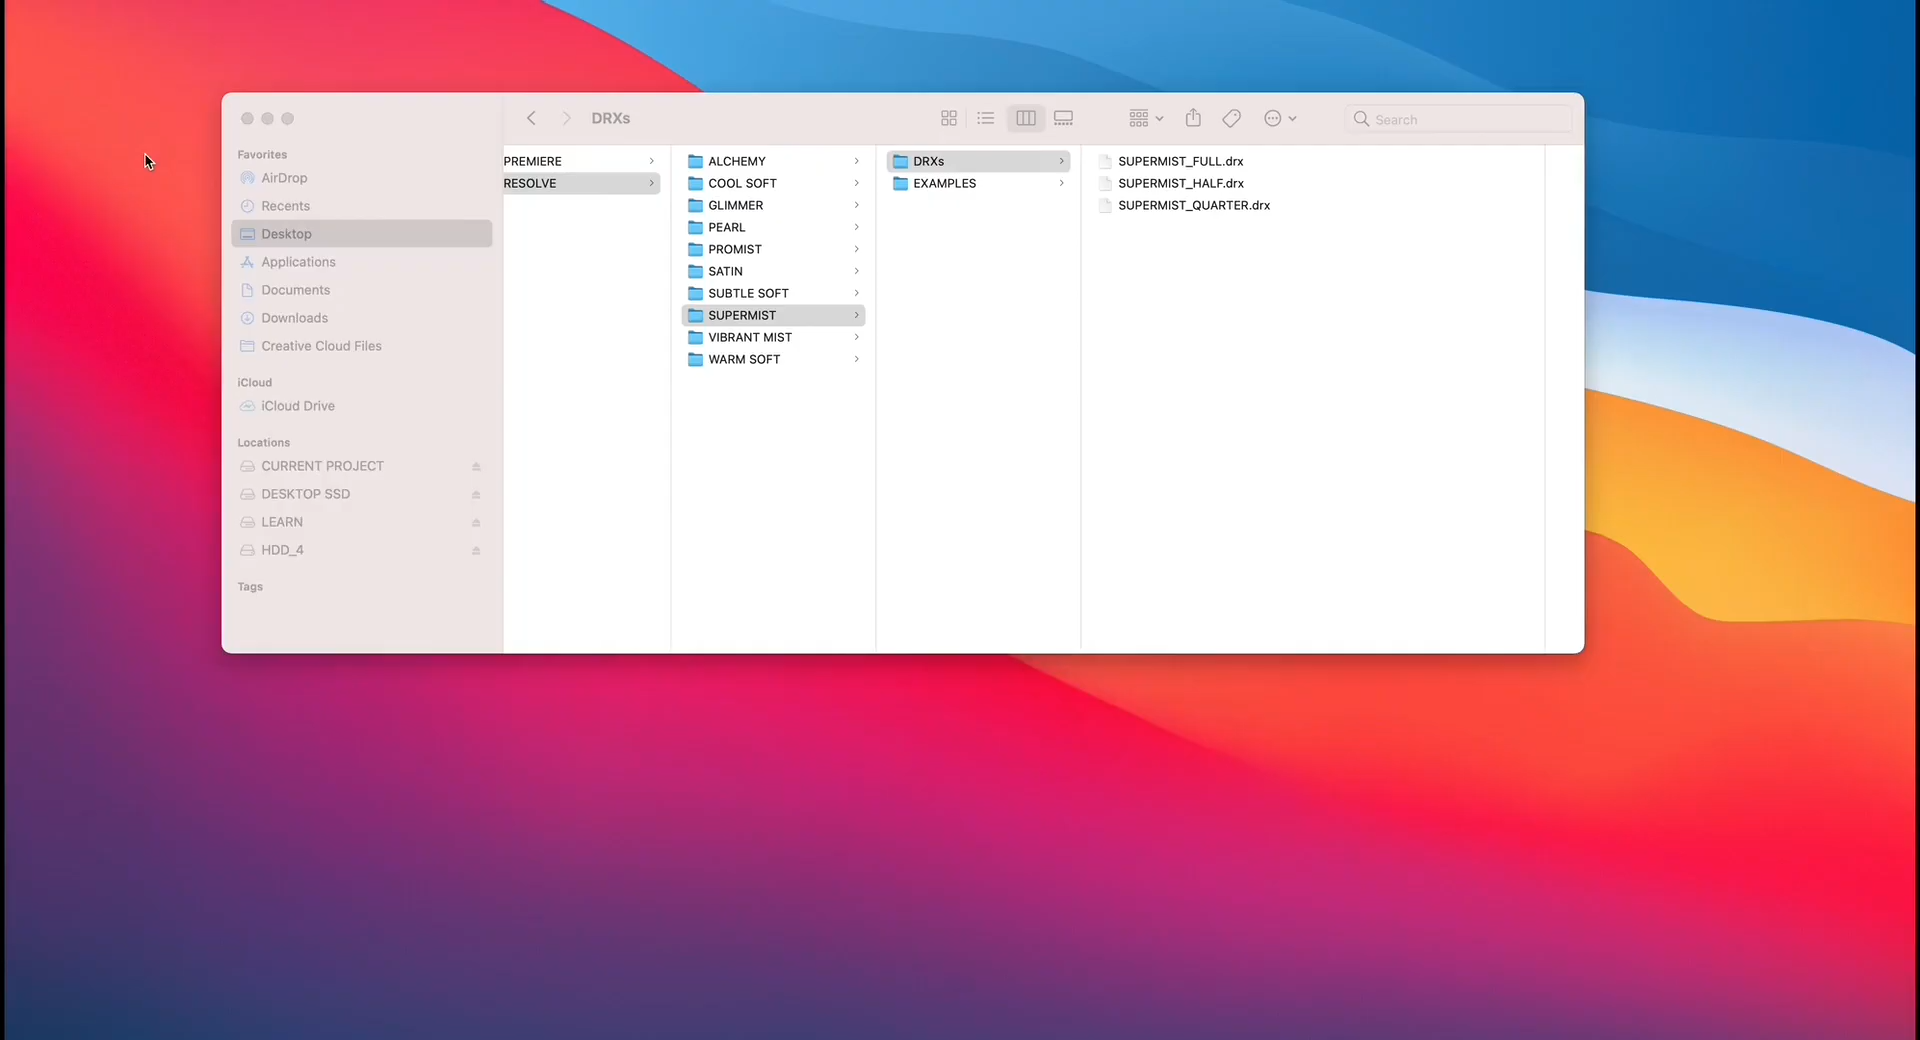 DRXs
Search
Favorites
AirDrop
Recents
Desktop
Applications
Documents
Downloads
Creative Cloud Files
iCloud
iCloud Drive
Locations
CURRENT PROJECT
DESKTOP SSD
LEARN
HDD_4
Tags
PREMIERE
RESOLVE
ALCHEMY
COOL SOFT
GLIMMER
PEARL
PROMIST
SATIN
SUBTLE SOFT
SUPERMIST
VIBRANT MIST
WARM SOFT
DRXs
EXAMPLES
SUPERMIST_FULL.drx
SUPERMIST_HALF.drx
SUPERMIST_QUARTER.drx